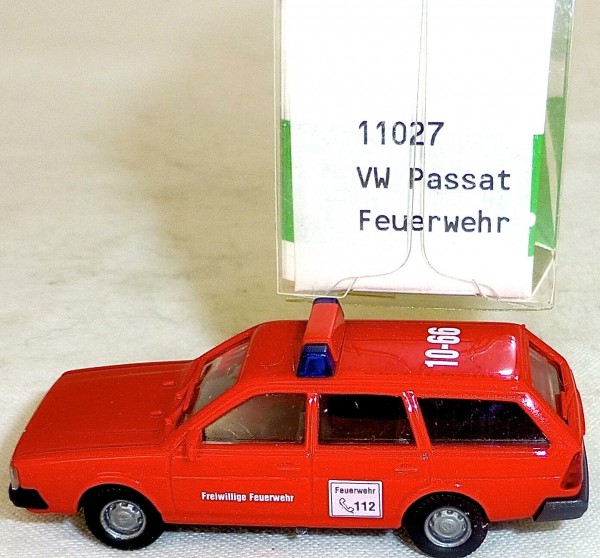 11027
VW Passat
Feuerwehr
10-66
Freiwillige Feuerwehr
Feuerwehr
112